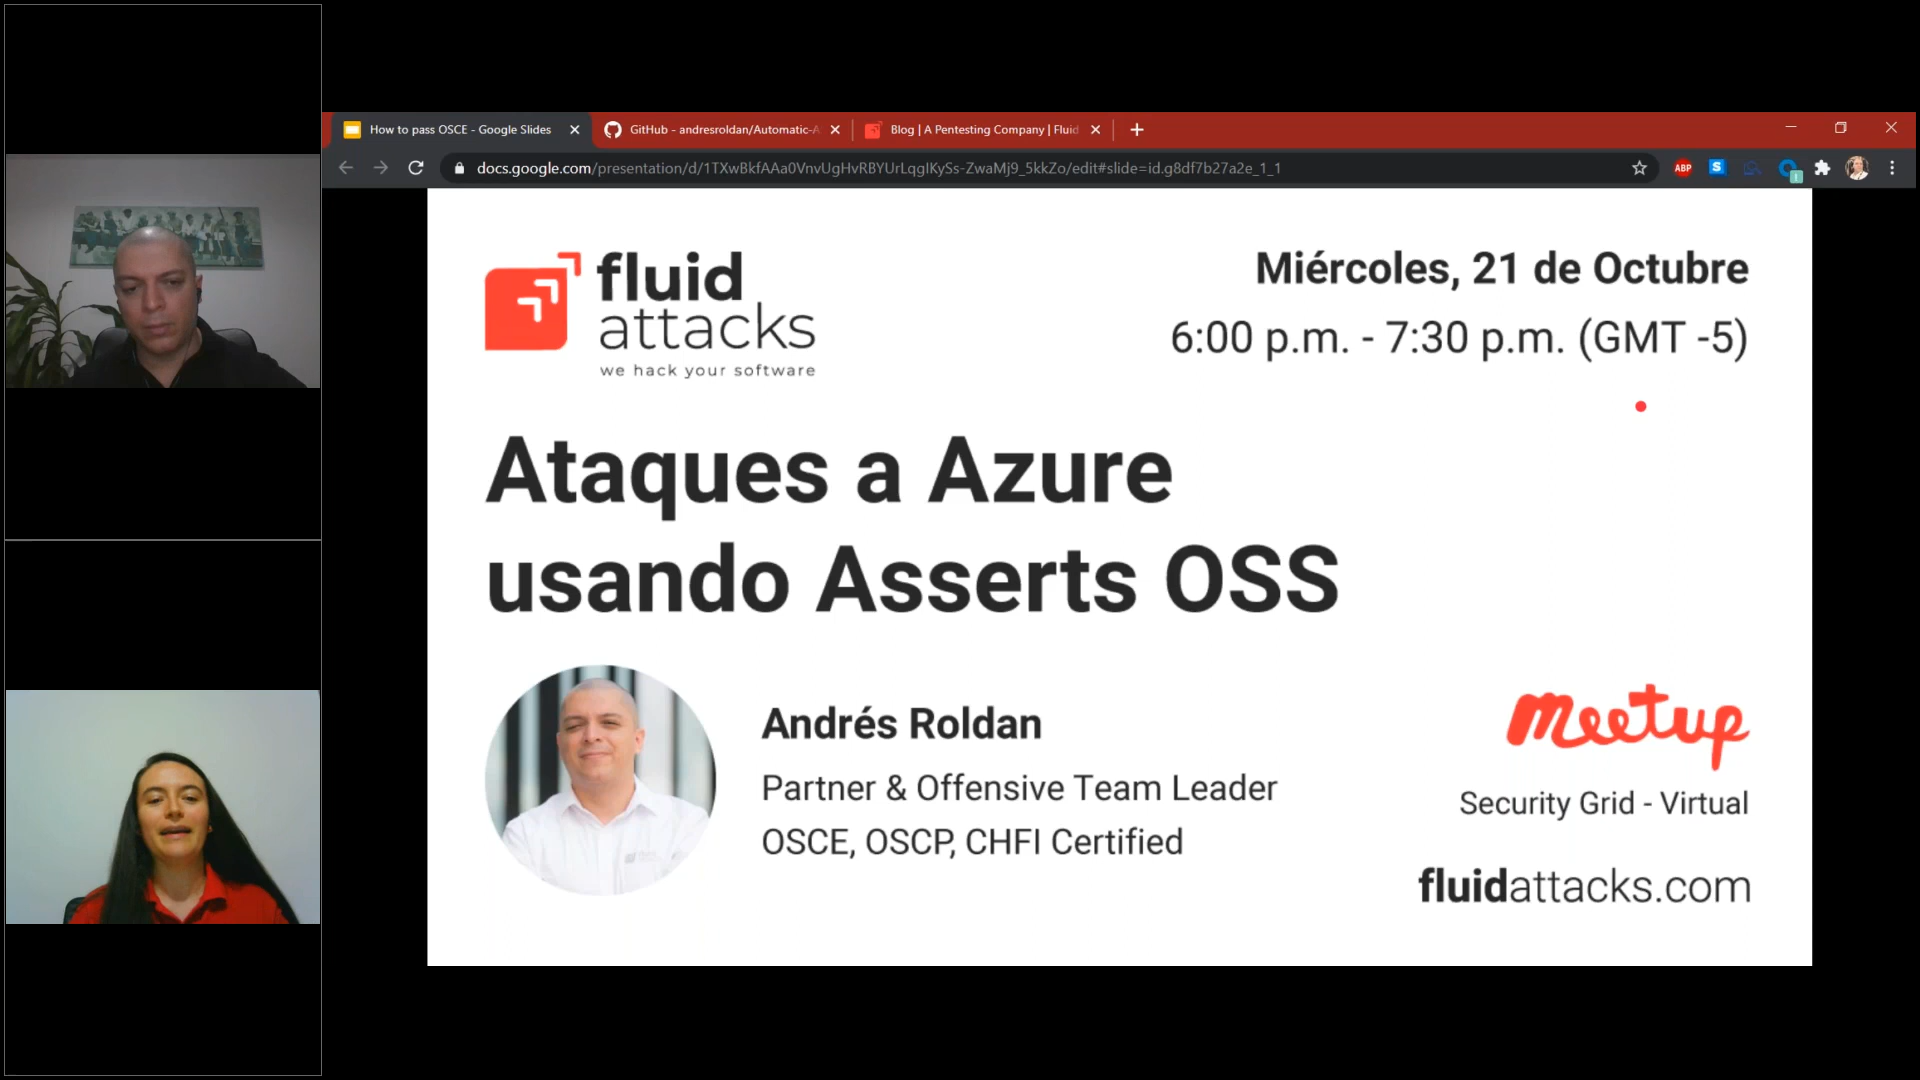 How to pass OSCE - Google Slides
GitHub - andresroldan/Automatic-A
Blog | A Pentesting Company | Fluid
docs.google.com/presentation/d/1TXwBkfAAa0VnvUgHvRBYUrLqgIKySs-ZwaMj9_5kkZo/edit#slide=id.g8df7b27a2e_1_1
ABP
S
fluid
attacks
we hack your software
Miércoles, 21 de Octubre
6:00 p.m. - 7:30 p.m. (GMT -5)
Ataques a Azure
usando Asserts OSS
Andrés Roldan
Partner & Offensive Team Leader
OSCE, OSCP, CHFI Certified
meetup
Security Grid - Virtual
fluidattacks.com